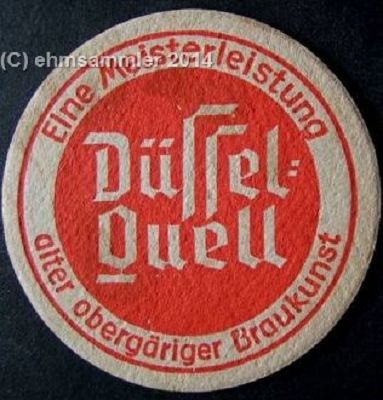 (C) ehmsammler 2014
Eine Meisterleistung
Düssel-
Quell
alter obergäriger Braukunst